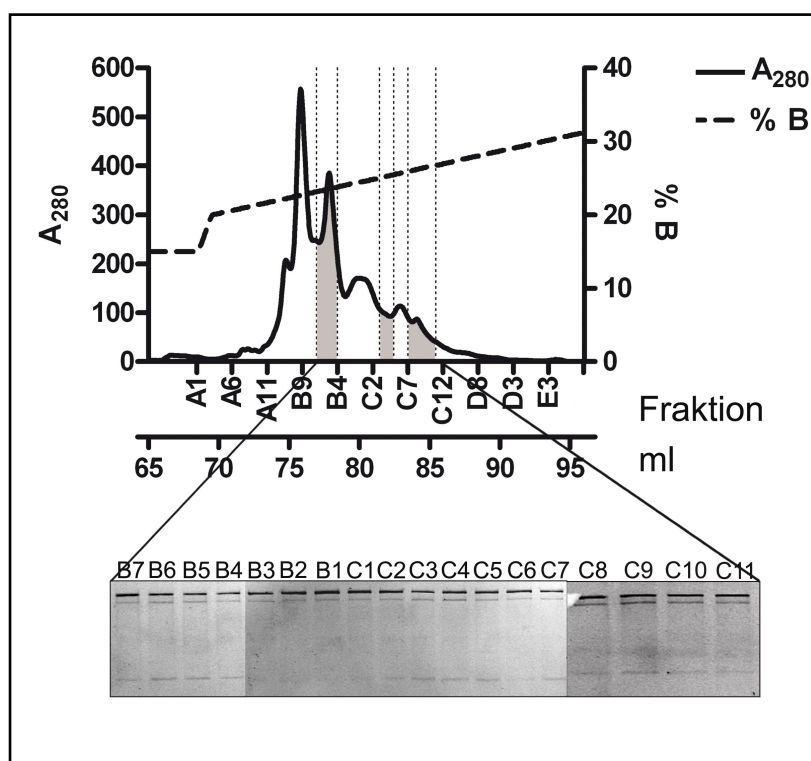 600
500
400
300
200
100
0
A280
40
30
20
10
0
% B
A280
% B
A1 A6 A11 B9 B4 C2 C7 C12 D8 D3 E3
Fraktion
65 70 75 80 85 90 95
ml
B7 B6 B5 B4 B3 B2 B1 C1 C2 C3 C4 C5 C6 C7 C8 C9 C10 C11